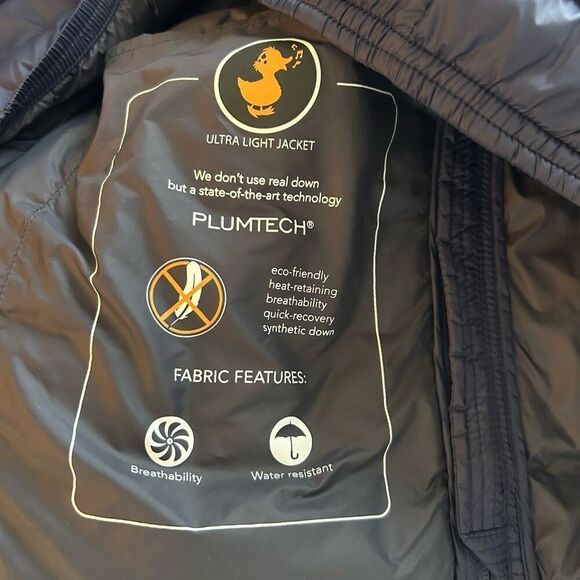 ULTRA LIGHT JACKET
We don't use real down
but a state-of-the-art technology
PLUMTECH®
eco-friendly
heat-retaining
breathability
quick-recovery
synthetic down
FABRIC FEATURES:
Breathability
Water resistant